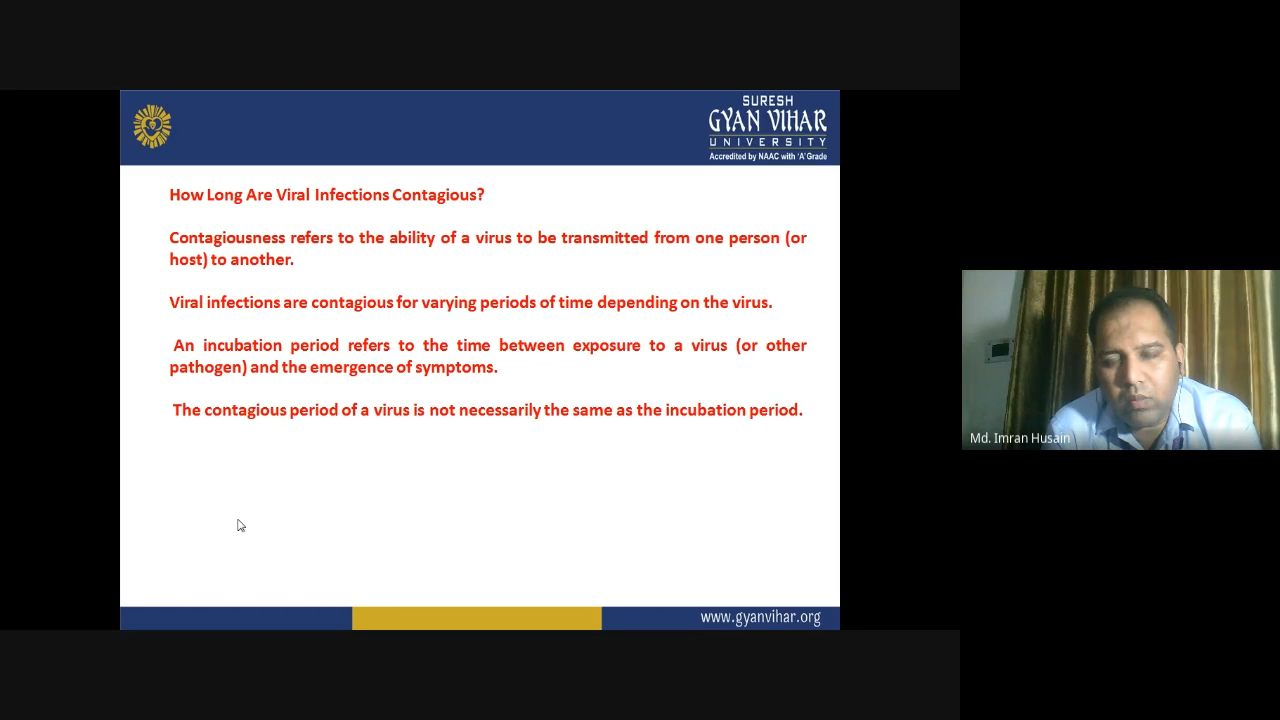 SURESH
GYAN VIHAR
UNIVERSITY
Accredited by NAAC with 'A' Grade
How Long Are Viral Infections Contagious?
Contagiousness refers to the ability of a virus to be transmitted from one person (or
host) to another.
Viral infections are contagious for varying periods of time depending on the virus.
An incubation period refers to the time between exposure to a virus (or other
pathogen) and the emergence of symptoms.
The contagious period of a virus is not necessarily the same as the incubation period.
Md. Imran Husain
www.gyanvihar.org